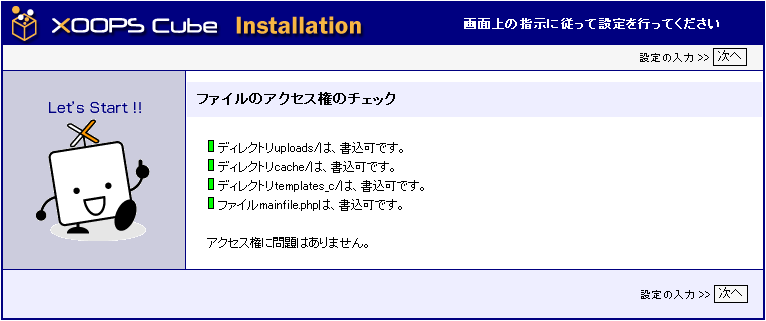 XOOPS Cube Installation 画面上の指示に従って設定を行ってください
設定の入力 >> 次へ
Let's Start !!
ファイルのアクセス権のチェック
ディレクトリuploads/は、書込可です。
ディレクトリcache/は、書込可です。
ディレクトリtemplates_c/は、書込可です。
ファイルmainfile.phpは、書込可です。
アクセス権に問題はありません。
設定の入力 >> 次へ